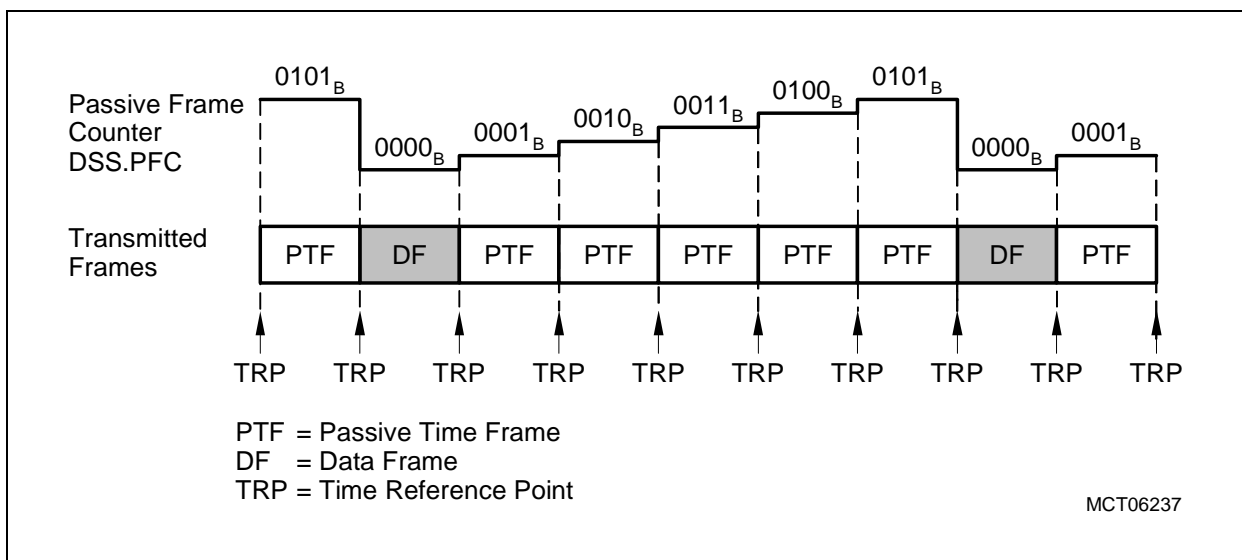 Passive Frame
Counter
DSS.PFC
0101B
0000B
0001B
0010B
0011B
0100B
0101B
0000B
0001B
Transmitted
Frames
PTF DF PTF PTF PTF PTF PTF DF PTF
TRP TRP TRP TRP TRP TRP TRP TRP TRP TRP
PTF = Passive Time Frame
DF = Data Frame
TRP = Time Reference Point
MCT06237